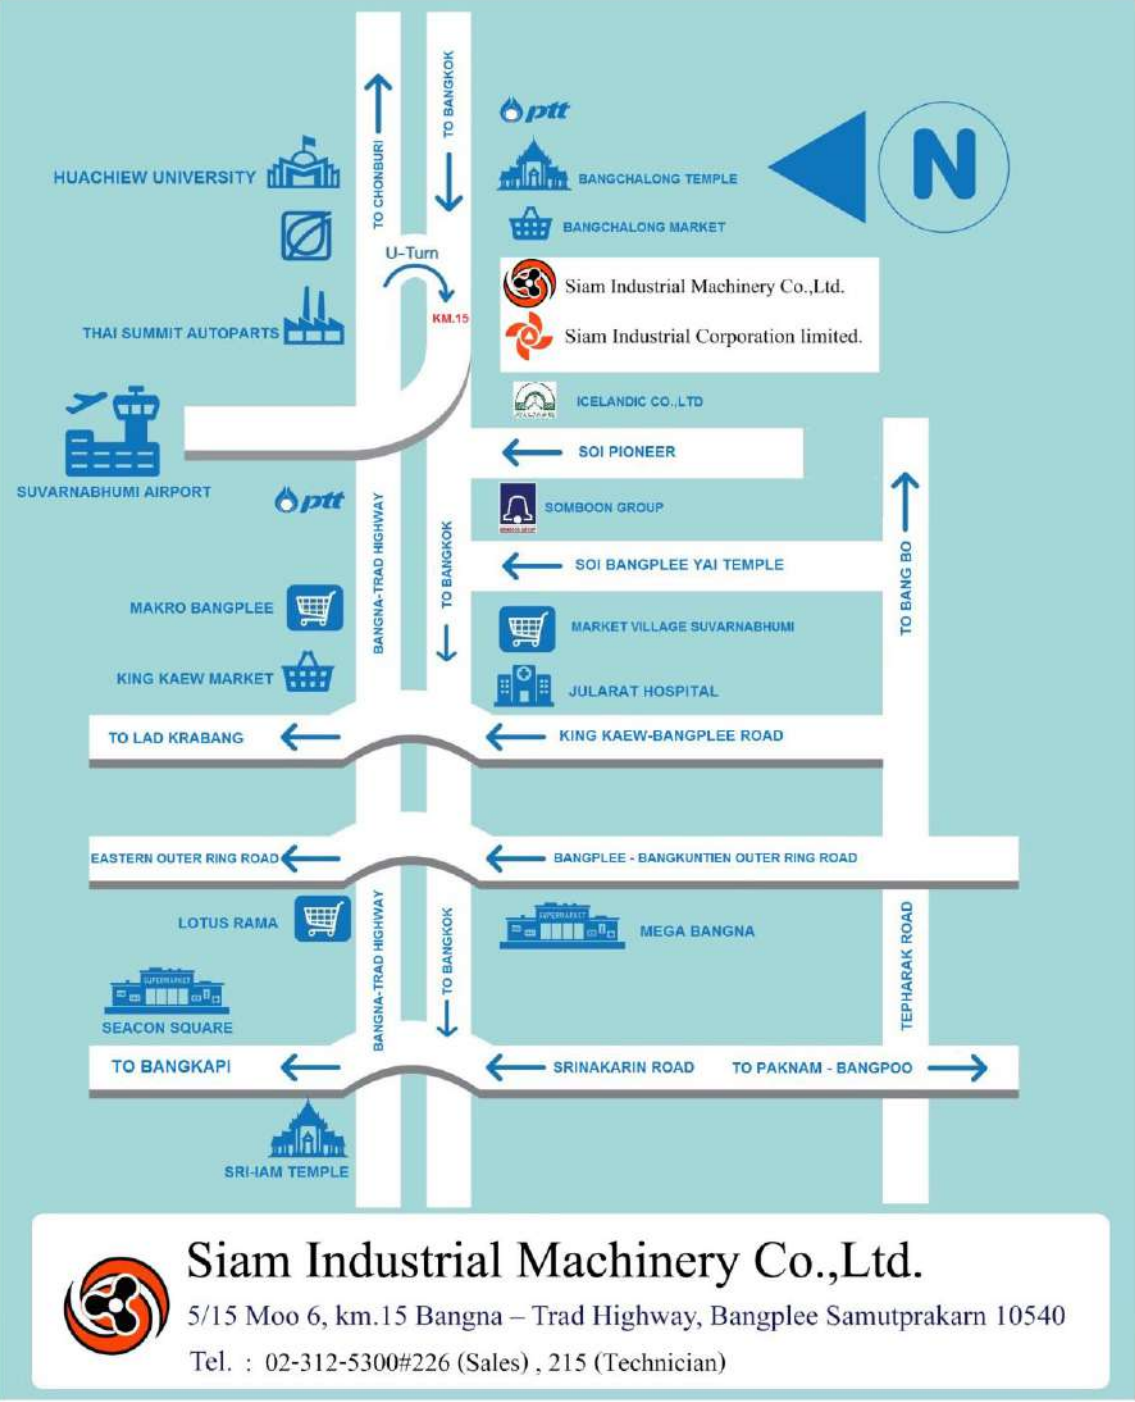 TO BANGKOK
TO CHONBURI
ptt
BANGCHALONG TEMPLE
N
HUACHIEW UNIVERSITY
BANGCHALONG MARKET
U-Turn
Siam Industrial Machinery Co.,Ltd.
KM.15
THAI SUMMIT AUTOPARTS
Siam Industrial Corporation limited.
ICELANDIC CO.,LTD
SOI PIONEER
SUVARNABHUMI AIRPORT
ptt
SOMBOON GROUP
BANGNA-TRAD HIGHWAY
TO BANGKOK
SOI BANGPLEE YAI TEMPLE
TO BANG BO
MAKRO BANGPLEE
MARKET VILLAGE SUVARNABHUMI
KING KAEW MARKET
JULARAT HOSPITAL
TO LAD KRABANG
KING KAEW-BANGPLEE ROAD
EASTERN OUTER RING ROAD
BANGPLEE - BANGKUNTIEN OUTER RING ROAD
LOTUS RAMA
BANGNA-TRAD HIGHWAY
TO BANGKOK
SUPERMARKET
MEGA BANGNA
TEPHARAK ROAD
SUPERMARKET
SEACON SQUARE
TO BANGKAPI
SRINAKARIN ROAD
TO PAKNAM - BANGPOO
SRI-IAM TEMPLE
Siam Industrial Machinery Co.,Ltd.
5/15 Moo 6, km.15 Bangna – Trad Highway, Bangplee Samutprakarn 10540
Tel. : 02-312-5300#226 (Sales) , 215 (Technician)